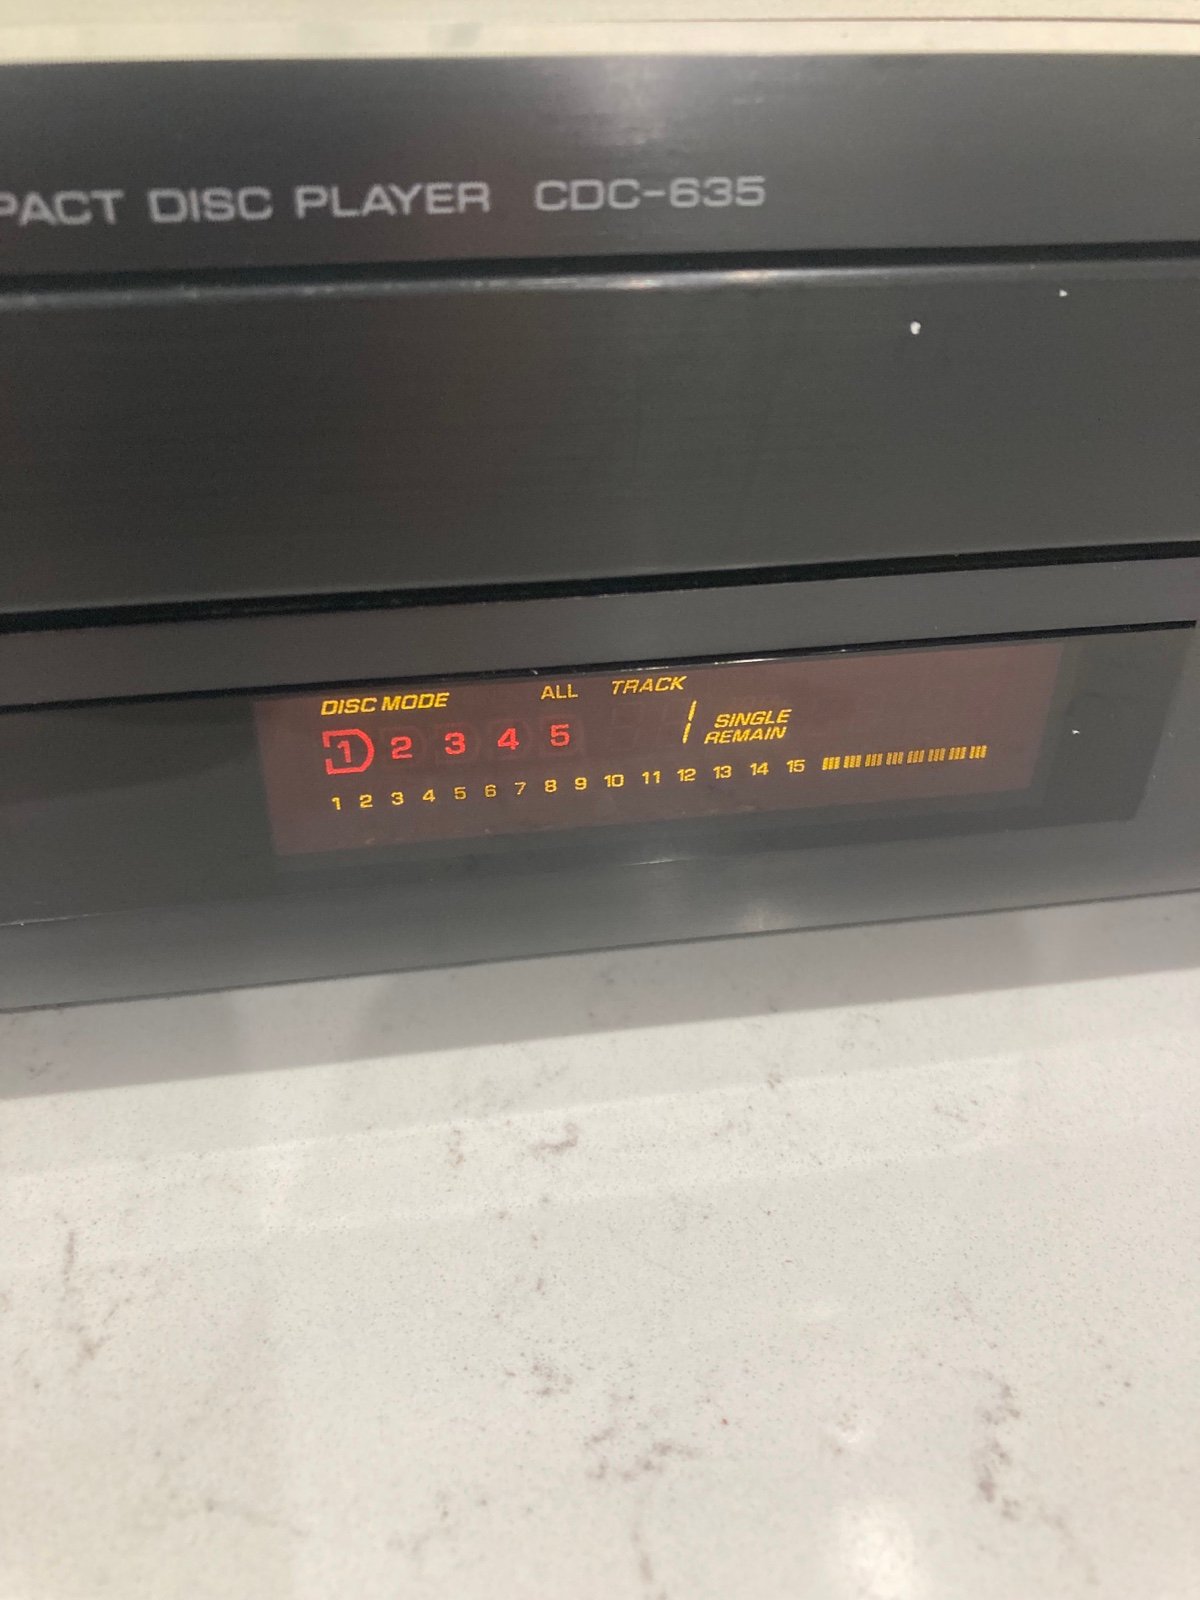 PACT DISC PLAYER CDC-635
DISC MODE ALL TRACK
1 2 3 4 5 1 SINGLE
REMAIN
1 2 3 4 5 6 7 8 9 10 11 12 13 14 15